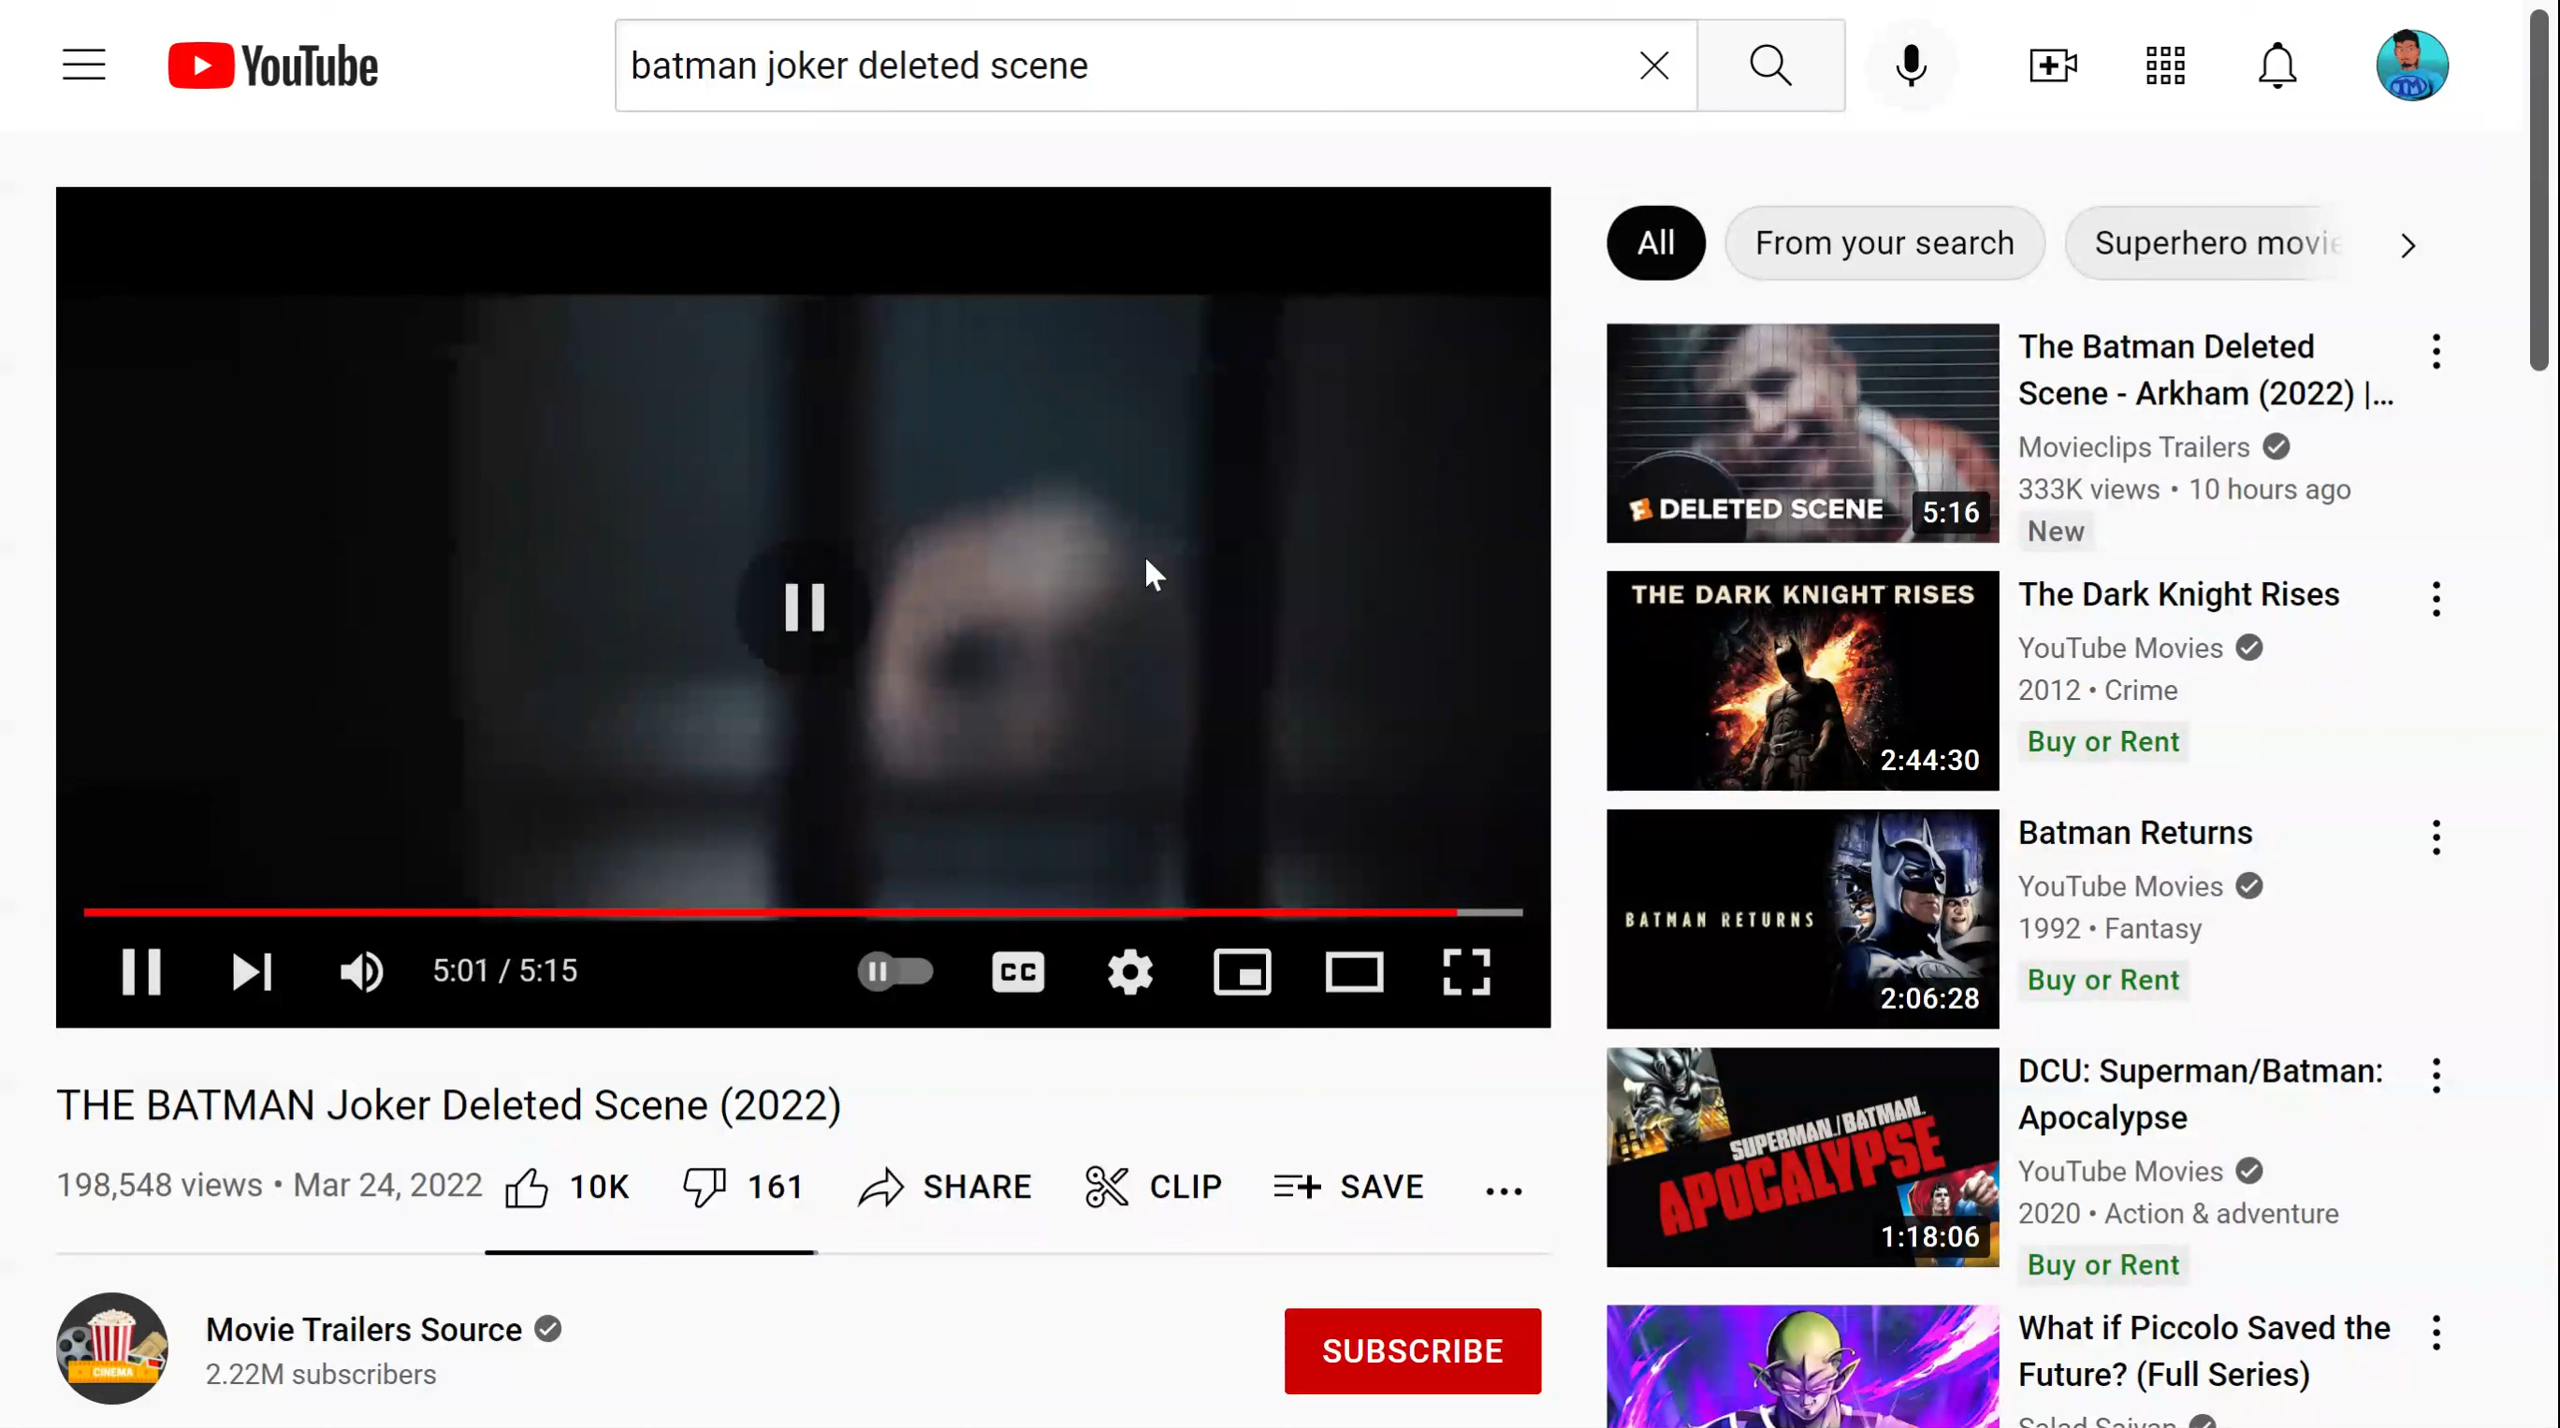 YouTube
batman joker deleted scene
All
From your search
Superhero movie
DELETED SCENE
5:16
The Batman Deleted
Scene - Arkham (2022) |...
Movieclips Trailers
333K views • 10 hours ago
New
THE DARK KNIGHT RISES
2:44:30
The Dark Knight Rises
YouTube Movies
2012 • Crime
Buy or Rent
BATMAN RETURNS
2:06:28
Batman Returns
YouTube Movies
1992 • Fantasy
Buy or Rent
SUPERMAN/BATMAN
APOCALYPSE
1:18:06
DCU: Superman/Batman:
Apocalypse
YouTube Movies
2020 • Action & adventure
Buy or Rent
What if Piccolo Saved the
Future? (Full Series)
Salad Saiyan
5:01 / 5:15
CC
THE BATMAN Joker Deleted Scene (2022)
198,548 views • Mar 24, 2022
10K
161
SHARE
CLIP
SAVE
CINEMA
Movie Trailers Source
2.22M subscribers
SUBSCRIBE